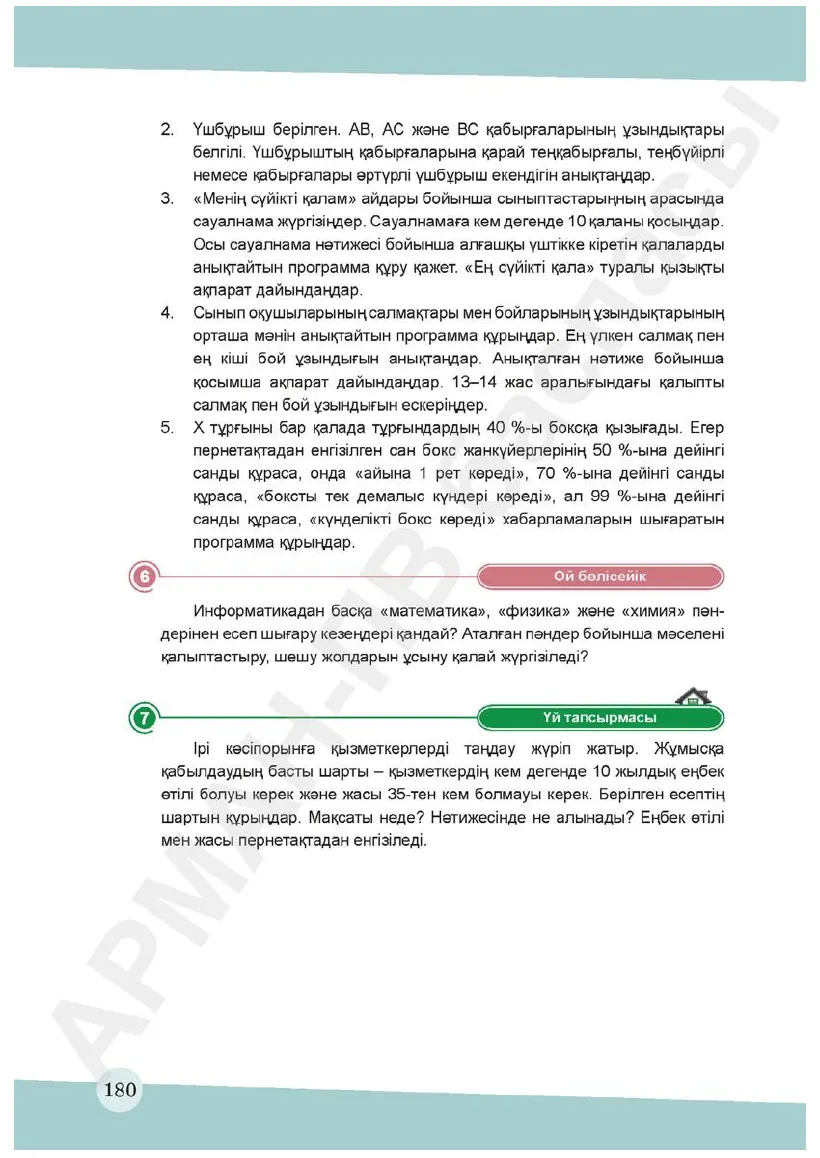 2. Үшбұрыш берілген. АВ, АС және ВС қабырғаларының ұзындықтары
белгілі. Үшбұрыштың қабырғаларына қарай теңқабырғалы, теңбүйірлі
немесе қабырғалары әртүрлі үшбұрыш екендігін анықтаңдар.
3. «Менің сүйікті қалам» айдары бойынша сыныптастарыңның арасында
сауалнама жүргізіңдер. Сауалнамаға кем дегенде 10 қаланы қосыңдар.
Осы сауалнама нәтижесі бойынша алғашқы үштікке кіретін қалаларды
анықтайтын программа құру қажет. «Ең сүйікті қала» туралы қызықты
ақпарат дайындаңдар.
4. Сынып оқушыларының салмақтары мен бойларының ұзындықтарының
орташа мәнін анықтайтын программа құрыңдар. Ең үлкен салмақ пен
ең кіші бой ұзындығын анықтаңдар. Анықталған нәтиже бойынша
қосымша ақпарат дайындаңдар. 13–14 жас аралығындағы қалыпты
салмақ пен бой ұзындығын ескеріңдер.
5. Х тұрғыны бар қалада тұрғындардың 40 %-ы боксқа қызығады. Егер
пернетақтадан енгізілген сан бокс жанкүйерлерінің 50 %-ына дейінгі
санды құраса, онда «айына 1 рет көреді», 70 %-ына дейінгі санды
құраса, «боксты тек демалыс күндері көреді», ал 99 %-ына дейінгі
санды құраса, «күнделікті бокс көреді» хабарламаларын шығаратын
программа құрыңдар.
6 Ой бөлісейік
Информатикадан басқа «математика», «физика» және «химия» пән-
дерінен есеп шығару кезеңдері қандай? Аталған пәндер бойынша мәселені
қалыптастыру, шешу жолдарын ұсыну қалай жүргізіледі?
7 Үй тапсырмасы
Ірі кәсіпорынға қызметкерлерді таңдау жүріп жатыр. Жұмысқа
қабылдаудың басты шарты – қызметкердің кем дегенде 10 жылдық еңбек
өтілі болуы керек және жасы 35-тен кем болмауы керек. Берілген есептің
шартын құрыңдар. Мақсаты неде? Нәтижесінде не алынады? Еңбек өтілі
мен жасы пернетақтадан енгізіледі.
180
АРМАН-ПВ баспасы